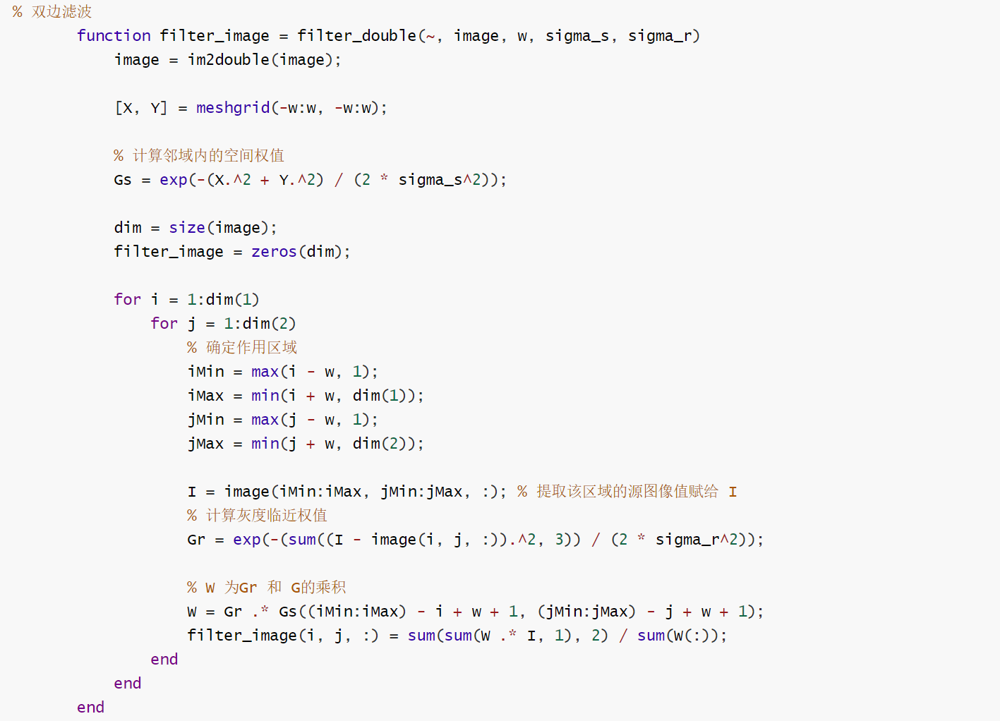 % 双边滤波
function filter_image = filter_double(~, image, w, sigma_s, sigma_r)
image = im2double(image);
[X, Y] = meshgrid(-w:w, -w:w);
% 计算邻域内的空间权值
Gs = exp(-(X.^2 + Y.^2) / (2 * sigma_s^2));
dim = size(image);
filter_image = zeros(dim);
for i = 1:dim(1)
for j = 1:dim(2)
% 确定作用区域
iMin = max(i - w, 1);
iMax = min(i + w, dim(1));
jMin = max(j - w, 1);
jMax = min(j + w, dim(2));
I = image(iMin:iMax, jMin:jMax, :); % 提取该区域的源图像值赋给 I
% 计算灰度临近权值
Gr = exp(-(sum((I - image(i, j, :)).^2, 3)) / (2 * sigma_r^2));
% W 为Gr 和 G的乘积
W = Gr .* Gs((iMin:iMax) - i + w + 1, (jMin:jMax) - j + w + 1);
filter_image(i, j, :) = sum(sum(W .* I, 1), 2) / sum(W(:));
end
end
end